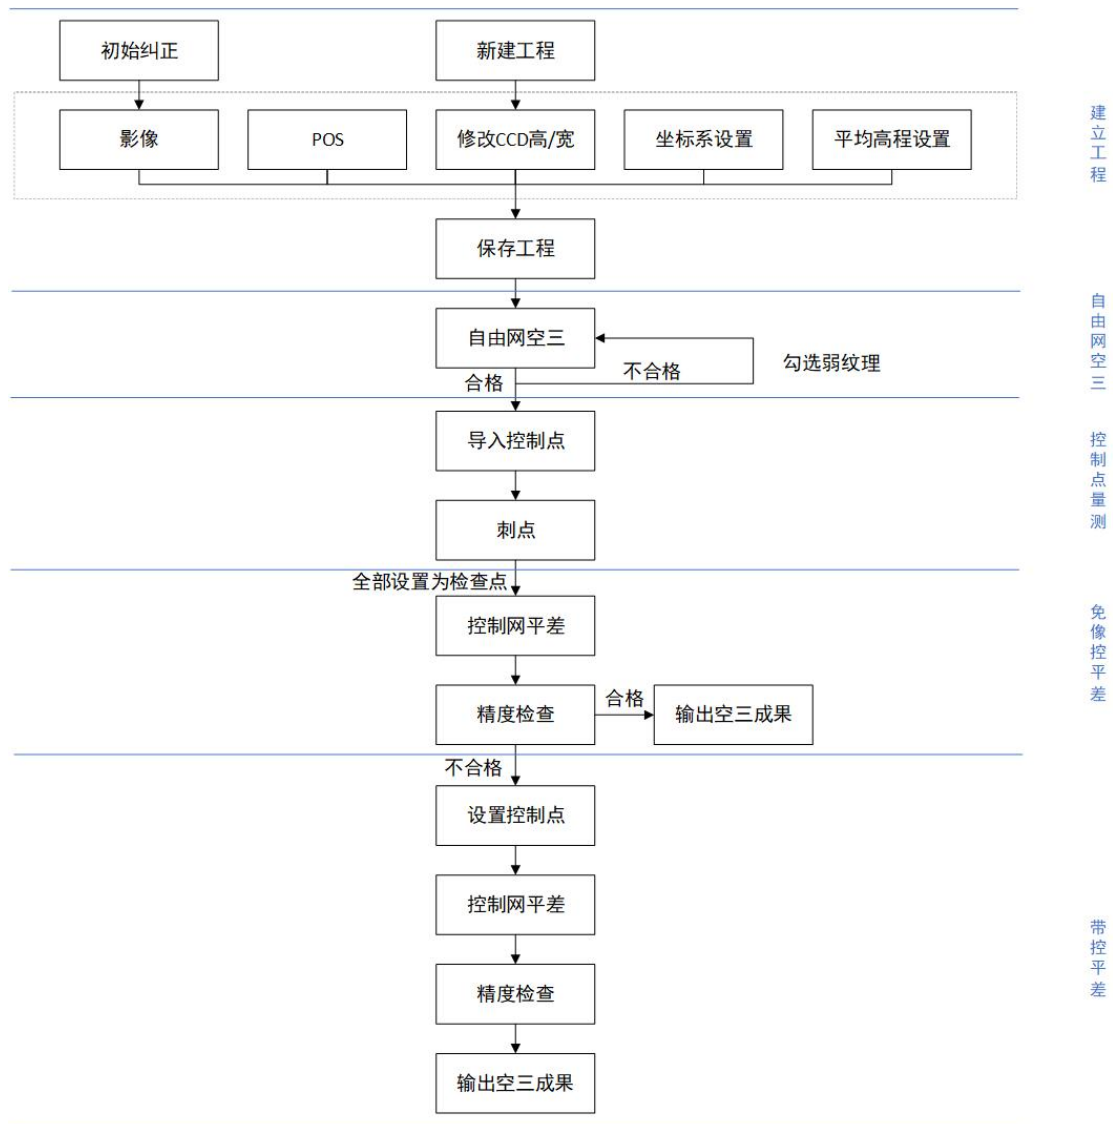 初始纠正
新建工程
影像
POS
修改CCD高/宽
坐标系设置
平均高程设置
建立工程
保存工程
自由网空三
自由网空三
不合格
勾选弱纹理
合格
导入控制点
控制点量测
刺点
全部设置为检查点
控制网平差
免像控平差
精度检查
合格
输出空三成果
不合格
设置控制点
控制网平差
带控平差
精度检查
输出空三成果